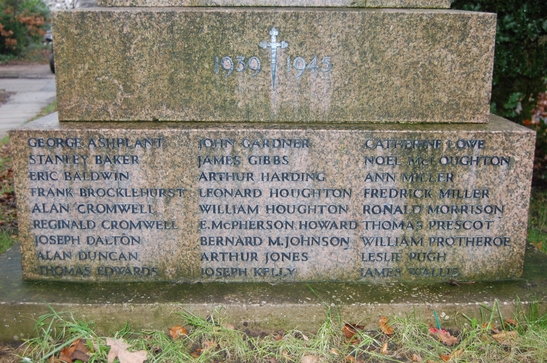 1939 1945
GEORGE ASHPLANT
STANLEY BAKER
ERIC BALDWIN
FRANK BROCKLEHURST
ALAN CROMWELL
REGINALD CROMWELL
JOSEPH DALTON
ALAN DUNCAN
THOMAS EDWARDS
JOHN GARDNER
JAMES GIBBS
ARTHUR HARDING
LEONARD HOUGHTON
WILLIAM HOUGHTON
E. MCPHERSON HOWARD
BERNARD M. JOHNSON
ARTHUR JONES
JOSEPH KELLY
CATHERINE LOWE
NOEL MCLOUGHTON
ANN MILLER
FREDRICK MILLER
RONALD MORRISON
THOMAS PRESCOT
WILLIAM PROTHEROE
LESLIE PUGH
JAMES WALLIS